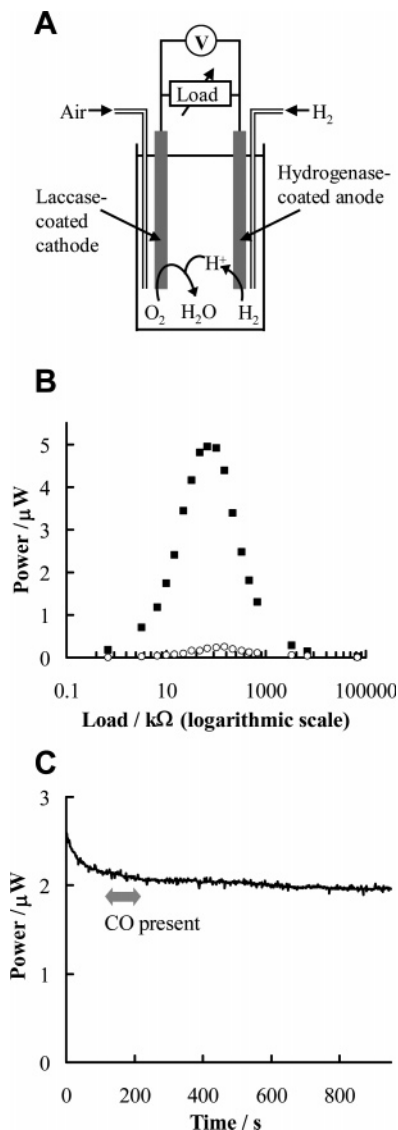 A
V
Load
Air
H2
Laccase-
coated
cathode
Hydrogenase-
coated anode
H+
O2 H2O H2
B
5
4
3
2
1
0
Power /µW
0.1 10 1000 100000
Load / kΩ (logarithmic scale)
C
3
2
1
0
Power /µW
CO present
0 200 400 600 800
Time / s